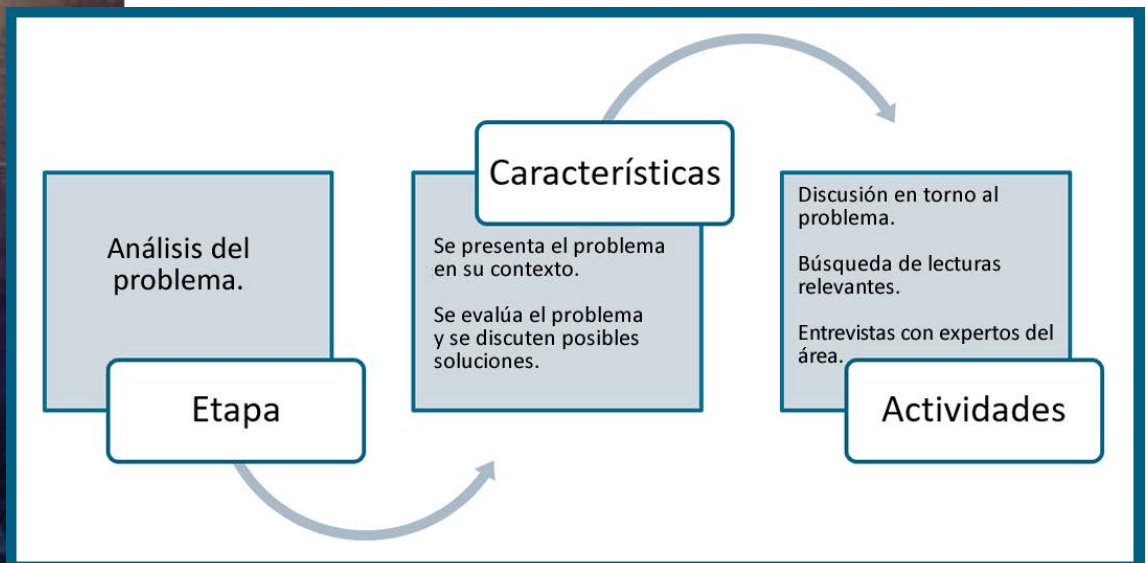 Análisis del
problema.
Etapa
Característícas
Se presenta el problema
en su contexto.
Se evalúa el problema
y se discuten posibles
soluciones.
Discusión en torno al
problema.
Búsqueda de lecturas
relevantes.
Entrevistas con expertos del
área.
Actividades